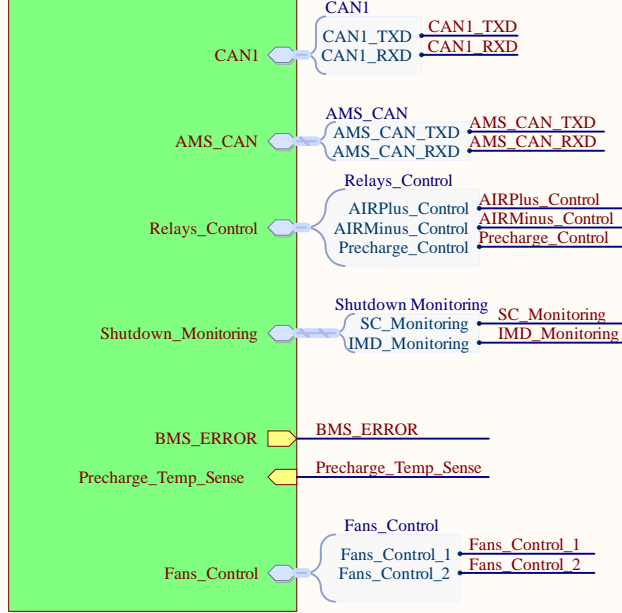 CAN1
CAN1_TXD CAN1_TXD
CAN1 CAN1_RXD CAN1_RXD
AMS_CAN
AMS_CAN_TXD AMS_CAN_TXD
AMS_CAN AMS_CAN_RXD AMS_CAN_RXD
Relays_Control
AIRPlus_Control AIRPlus_Control
Relays_Control AIRMinus_Control AIRMinus_Control
Precharge_Control Precharge_Control
Shutdown Monitoring
SC_Monitoring SC_Monitoring
Shutdown_Monitoring IMD_Monitoring IMD_Monitoring
BMS_ERROR BMS_ERROR
Precharge_Temp_Sense Precharge_Temp_Sense
Fans_Control
Fans_Control_1 Fans_Control_1
Fans_Control Fans_Control_2 Fans_Control_2